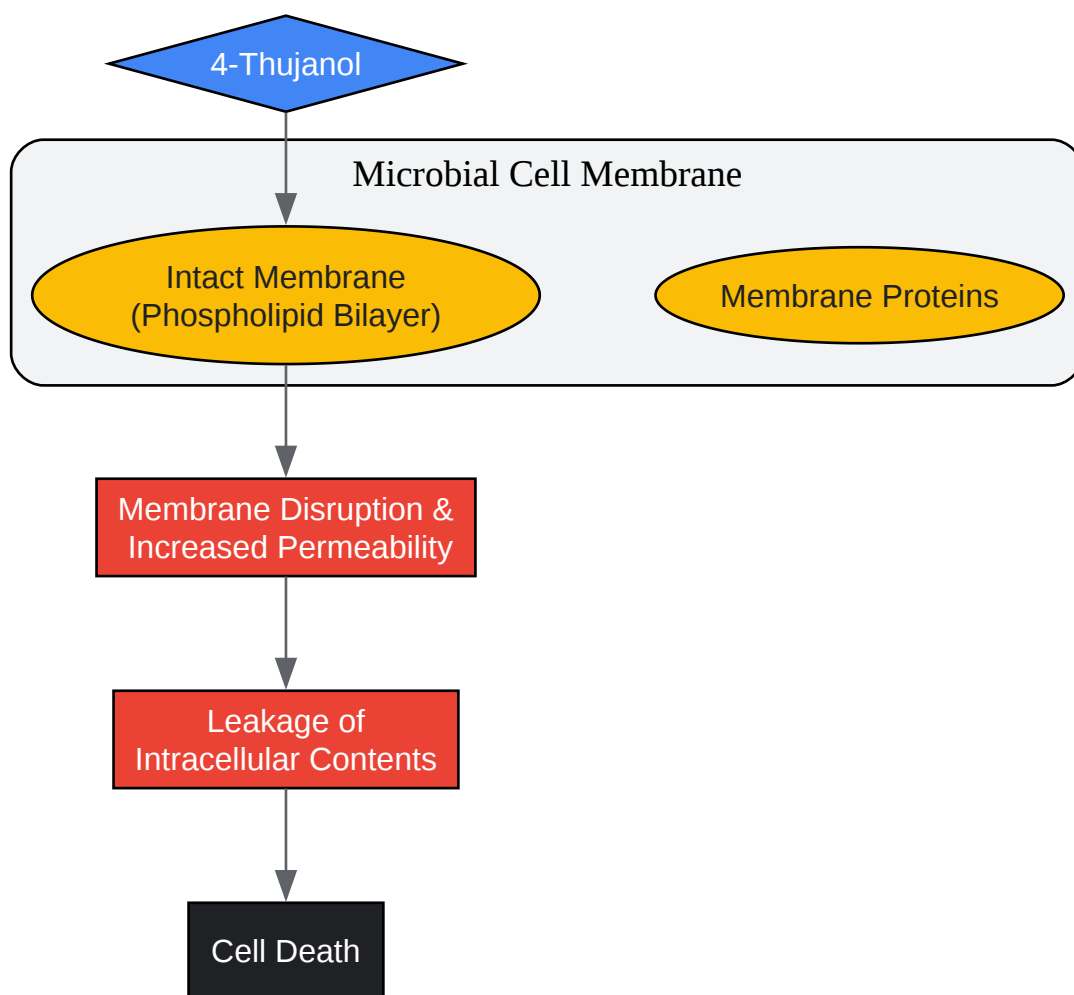 4-Thujanol
Microbial Cell Membrane
Intact Membrane
(Phospholipid Bilayer)
Membrane Proteins
Membrane Disruption &
Increased Permeability
Leakage of
Intracellular Contents
Cell Death